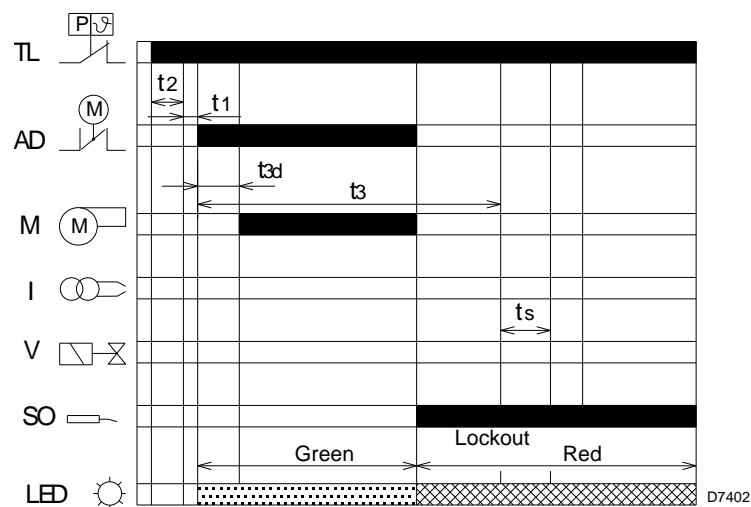 P ϑ
TL
t2
t1
M
AD
t3d
t3
M
M
I
ts
V
SO
Lockout
Green
Red
LED
D7402